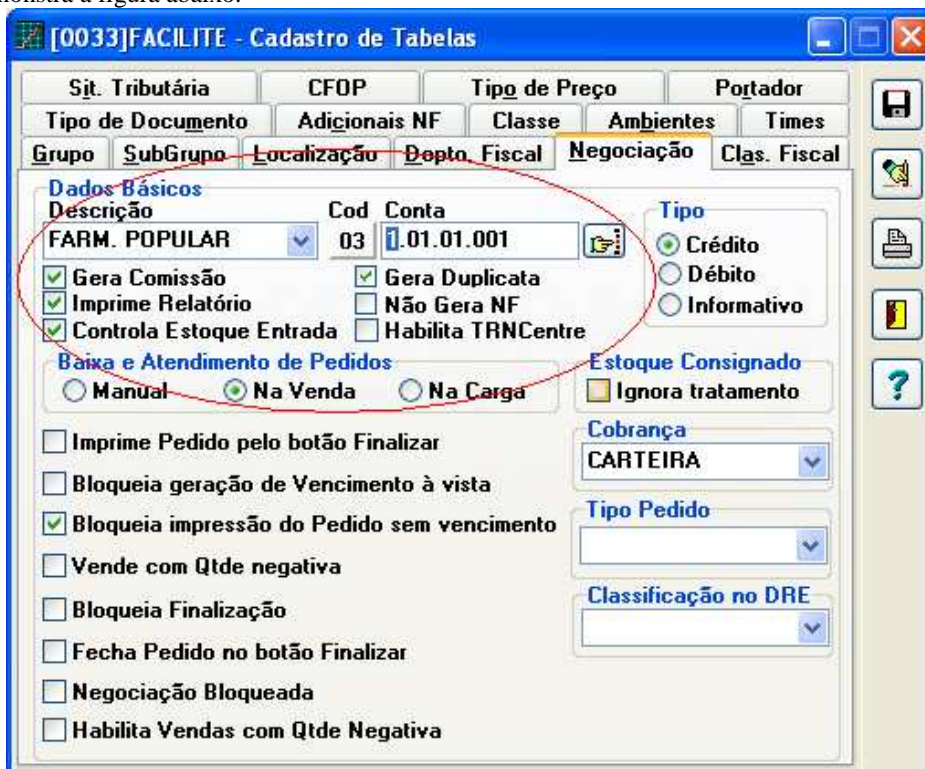 [0033]FACILITE - Cadastro de Tabelas
Sit. Tributária CFOP Tipo de Preço Portador
Tipo de Documento Adicionais NF Classe Ambientes Times
Grupo SubGrupo Localização Depto. Fiscal Negociação Clas. Fiscal
Dados Básicos
Descrição Cod Conta Tipo
FARM. POPULAR 03 1.01.01.001 Crédito
Gera Comissão Gera Duplicata Débito
Imprime Relatório Não Gera NF Informativo
Controla Estoque Entrada Habilita TRNCentre
Baixa e Atendimento de Pedidos Estoque Consignado
Manual Na Venda Na Carga Ignora tratamento
Imprime Pedido pelo botão Finalizar Cobrança
CARTEIRA
Bloqueia geração de Vencimento à vista
Bloqueia impressão do Pedido sem vencimento Tipo Pedido
Vende com Qtde negativa
Bloqueia Finalização Classificação no DRE
Fecha Pedido no botão Finalizar
Negociação Bloqueada
Habilita Vendas com Qtde Negativa